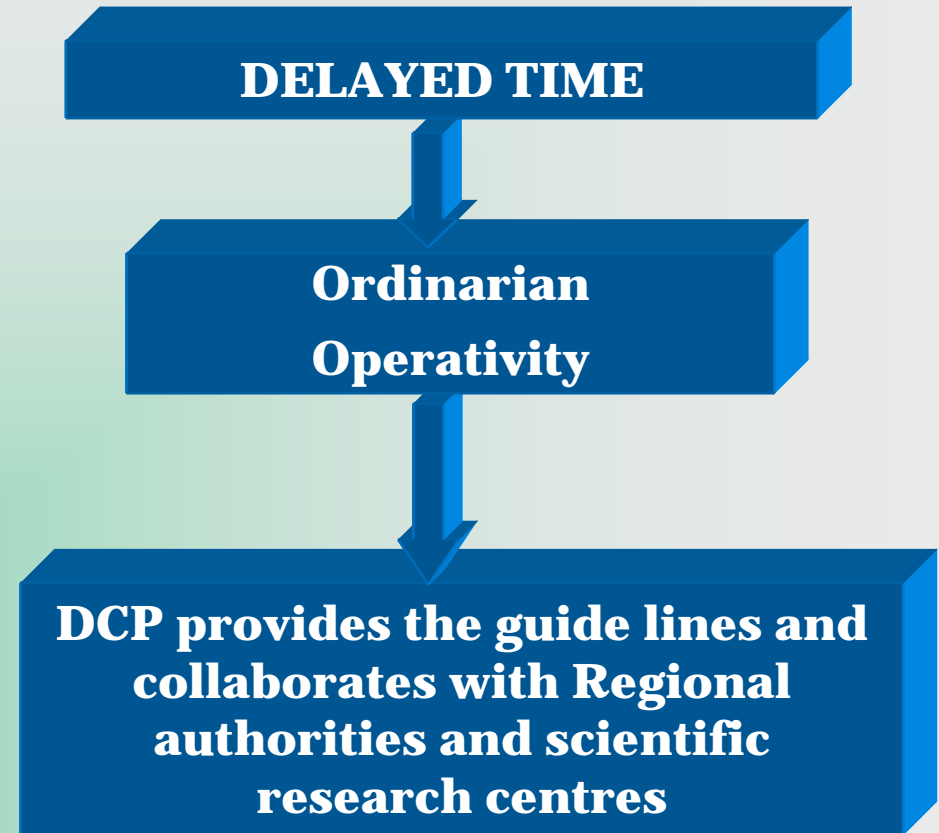 DELAYED TIME
Ordinarian
Operativity
DCP provides the guide lines and
collaborates with Regional
authorities and scientific
research centres